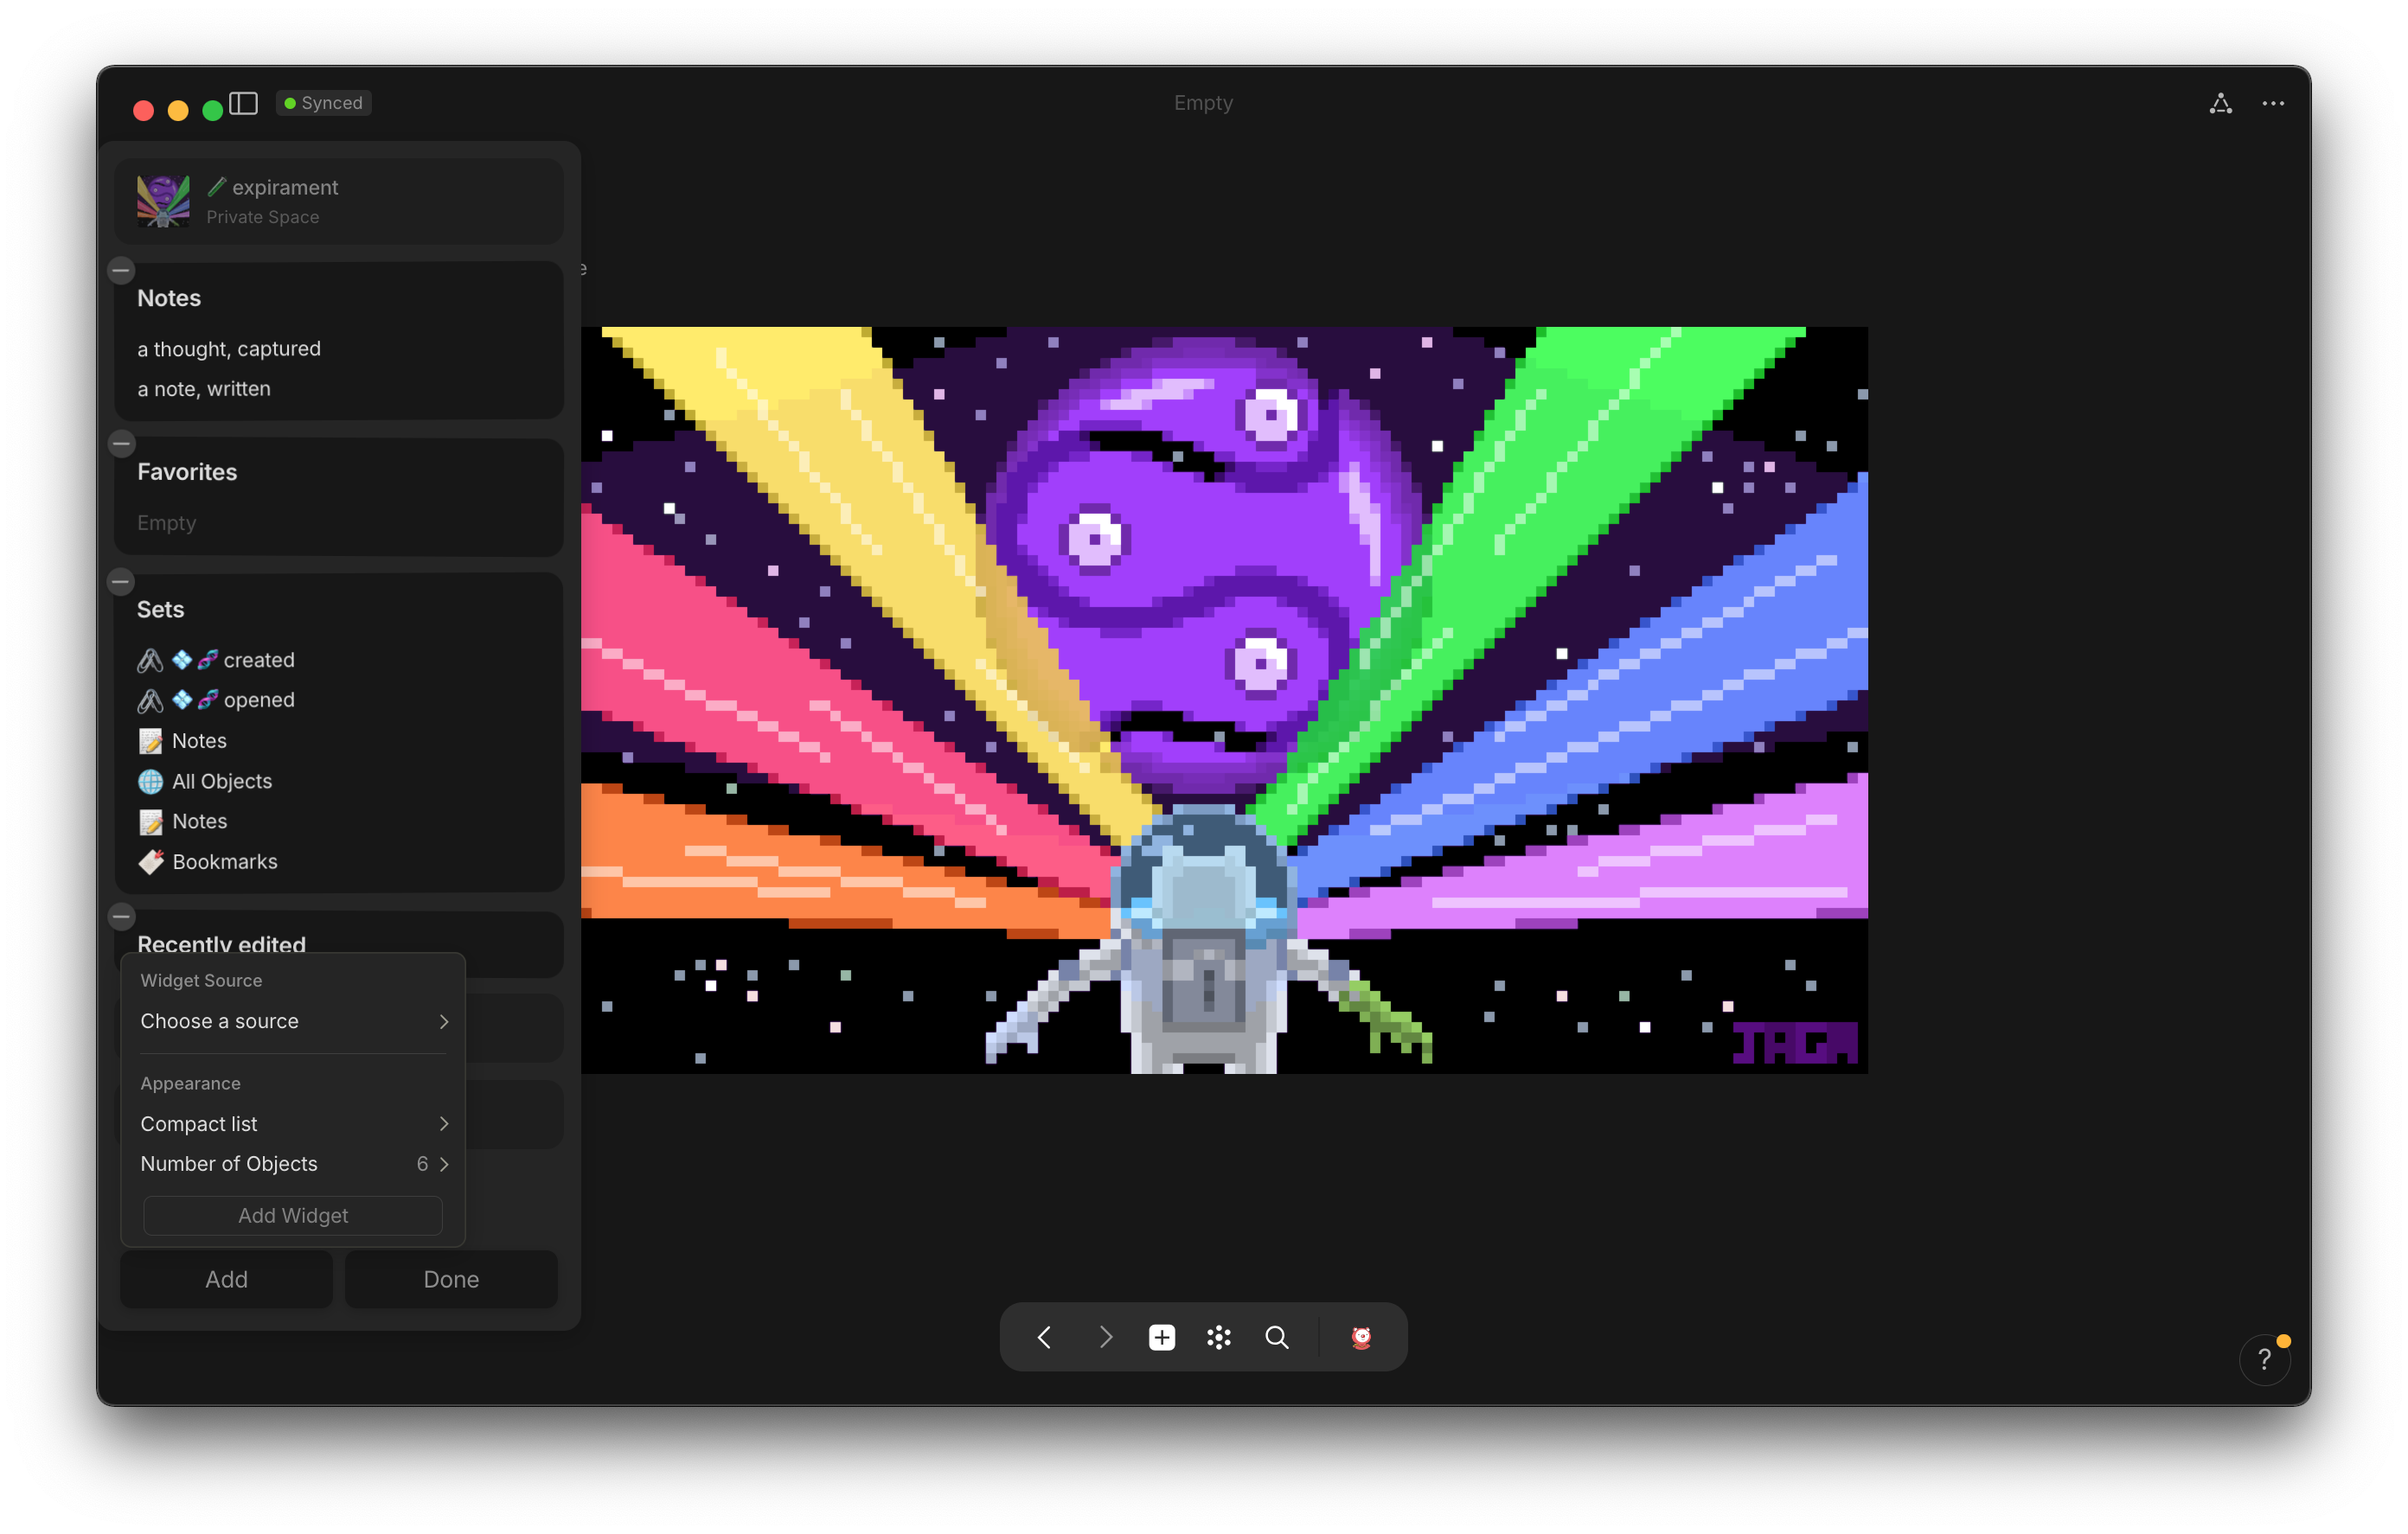 Synced
Empty
expirament
Private Space
e
Notes
a thought, captured
a note, written
Favorites
Empty
Sets
created
opened
Notes
All Objects
Notes
Bookmarks
Recently edited
Widget Source
Choose a source
Appearance
Compact list
Number of Objects 6
Add Widget
Add Done
JAGA
?